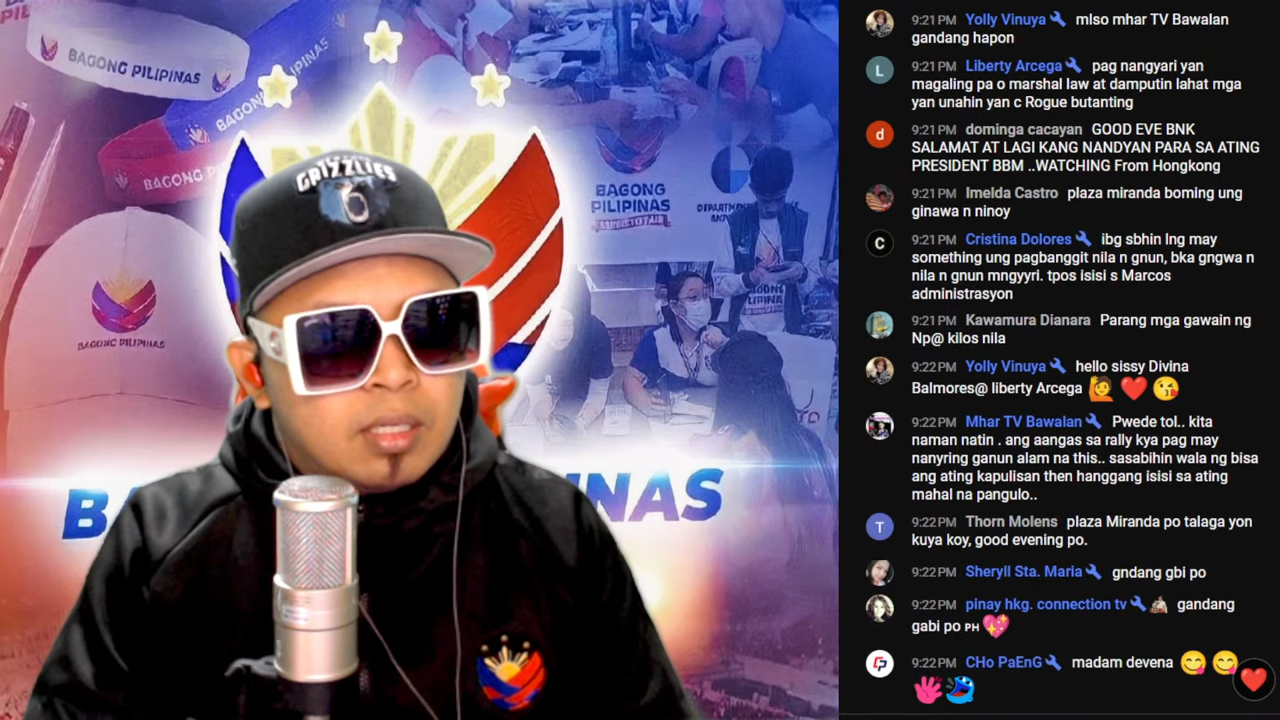 BAGONG PILIPINAS
BAGONG
BAGONG PILIPINAS
BAGONG PILIPINAS
GRIZZLIES
BAGONG
PILIPINAS
BA
INAS
9:21 PM Yolly Vinuya mlso mhar TV Bawalan
gandang hapon
L
9:21 PM Liberty Arcega pag nangyari yan
magaling pa o marshal law at damputin lahat mga
yan unahin yan c Rogue butanting
d
9:21 PM dominga cacayan GOOD EVE BNK
SALAMAT AT LAGI KANG NANDYAN PARA SA ATING
PRESIDENT BBM ..WATCHING From Hongkong
9:21 PM Imelda Castro plaza miranda boming ung
ginawa n ninoy
C
9:21 PM Cristina Dolores ibg sbhin lng may
something ung pagbanggit nila n gnun, bka gngwa n
nila n gnun mngyyri. tpos isisi s Marcos
administrasyon
9:21 PM Kawamura Dianara Parang mga gawain ng
Np@ kilos nila
9:21 PM Yolly Vinuya hello sissy Divina
Balmores@ liberty Arcega 🙋 ❤️ 😘
9:22 PM Mhar TV Bawalan Pwede tol.. kita
naman natin . ang aangas sa rally kya pag may
nanyring ganun alam na this.. sasabihin wala ng bisa
ang ating kapulisan then hanggang isisi sa ating
mahal na pangulo..
T
9:22 PM Thorn Molens plaza Miranda po talaga yon
kuya koy, good evening po.
9:22 PM Sheryll Sta. Maria gndang gbi po
9:22 PM pinay hkg. connection tv gandang
gabi po PH 💖
9:22 PM CHo PaEnG madam devena 😋 😋